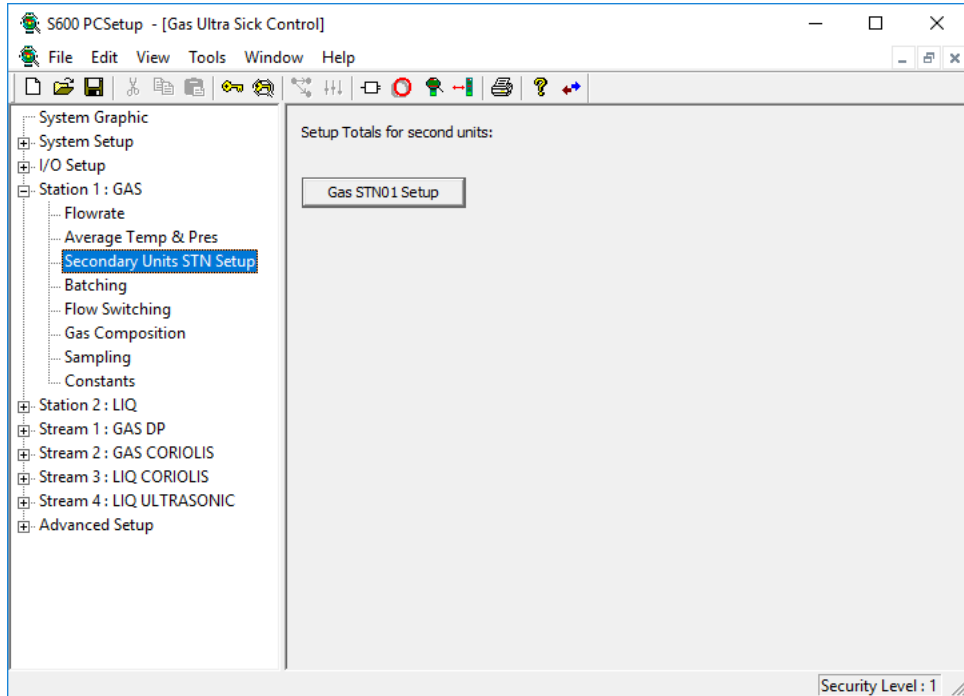 S600 PCSetup - [Gas Ultra Sick Control]
File Edit View Tools Window Help
System Graphic
System Setup
I/O Setup
Station 1 : GAS
Flowrate
Average Temp & Pres
Secondary Units STN Setup
Batching
Flow Switching
Gas Composition
Sampling
Constants
Station 2 : LIQ
Stream 1 : GAS DP
Stream 2 : GAS CORIOLIS
Stream 3 : LIQ CORIOLIS
Stream 4 : LIQ ULTRASONIC
Advanced Setup
Setup Totals for second units:
Gas STN01 Setup
Security Level : 1